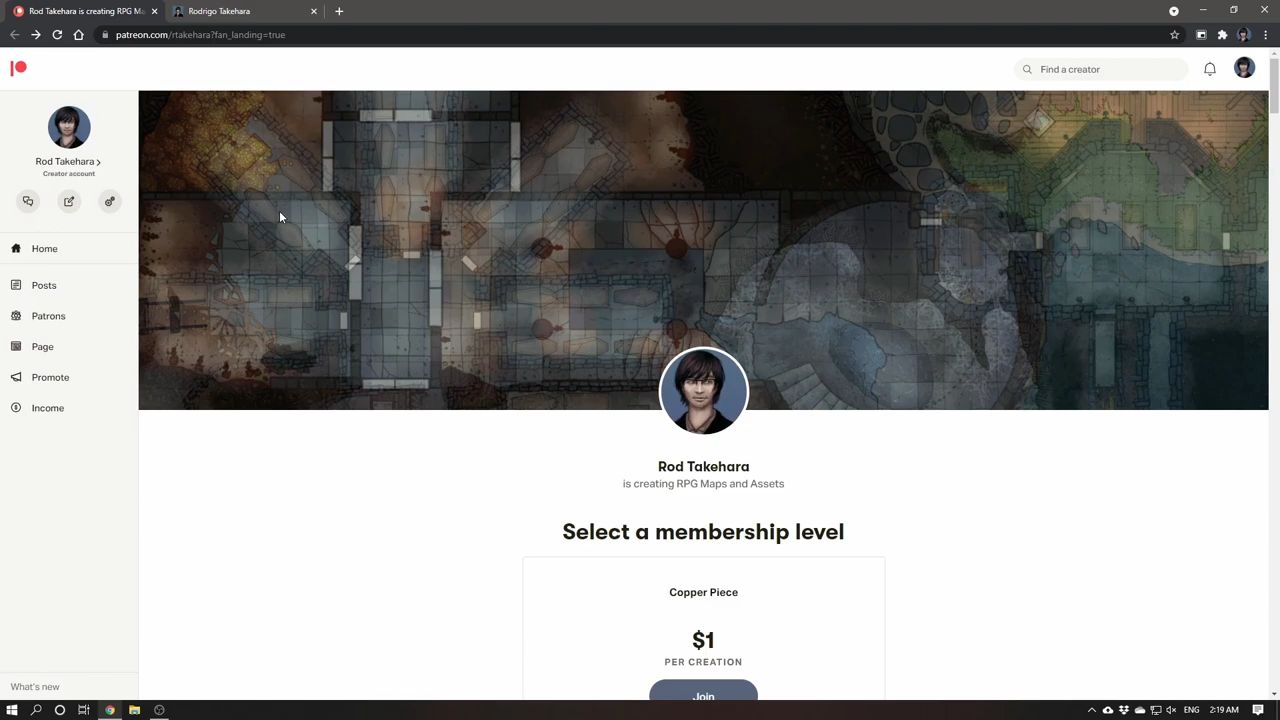 Rod Takehara is creating RPG M
Rodrigo Takehara
patreon.com/rtakehara?fan_landing=true
Find a creator
Rod Takehara
Creator account
Home
Posts
Patrons
Page
Promote
Income
What's new
Rod Takehara
is creating RPG Maps and Assets
Select a membership level
Copper Piece
$1
PER CREATION
Join
ENG
2:19 AM